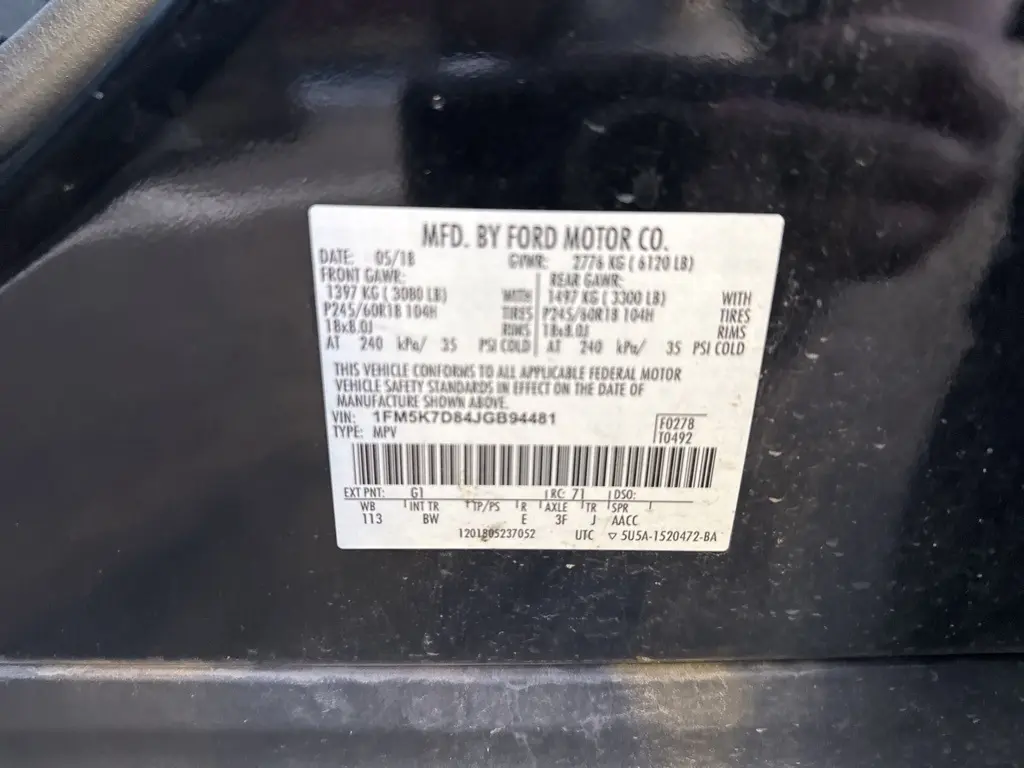 MFD. BY FORD MOTOR CO.
DATE: 05/18 GVWR: 2776 KG ( 6120 LB)
FRONT GAWR: REAR GAWR:
1397 KG ( 3080 LB) WITH 1497 KG ( 3300 LB) WITH
P245/60R18 104H TIRES P245/60R18 104H TIRES
18x8.0J RIMS 18x8.0J RIMS
AT 240 kPa/ 35 PSI COLD AT 240 kPa/ 35 PSI COLD
THIS VEHICLE CONFORMS TO ALL APPLICABLE FEDERAL MOTOR
VEHICLE SAFETY STANDARDS IN EFFECT ON THE DATE OF
MANUFACTURE SHOWN ABOVE.
VIN: 1FM5K7D84JGB94481 F0278
TYPE: MPV T0492
EXT PNT: G1 RC: 71 DSO:
WB INT TR TP/PS R AXLE TR SPR
113 BW E 3F J AACC
1201805237052 UTC ▽ 5U5A-1520472-BA